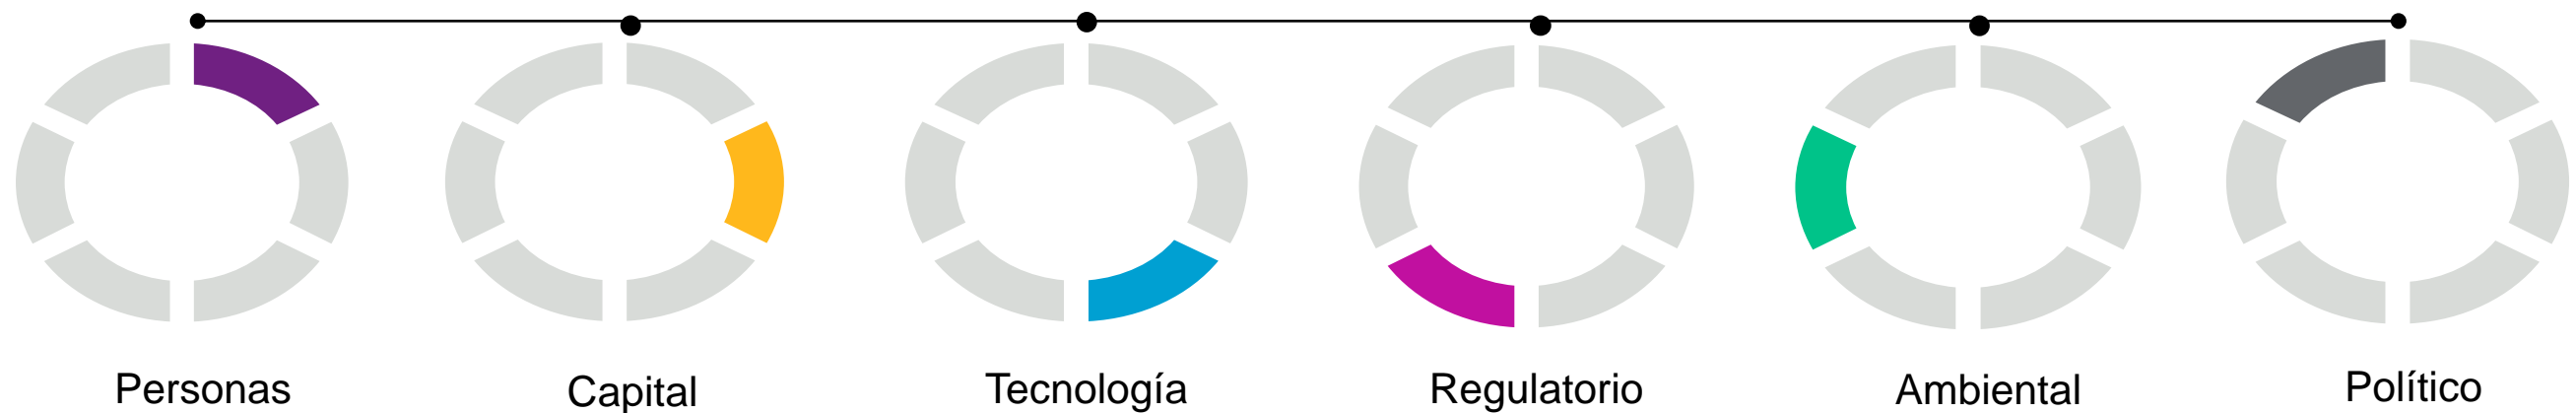 Personas
Capital
Tecnología
Regulatorio
Ambiental
Político